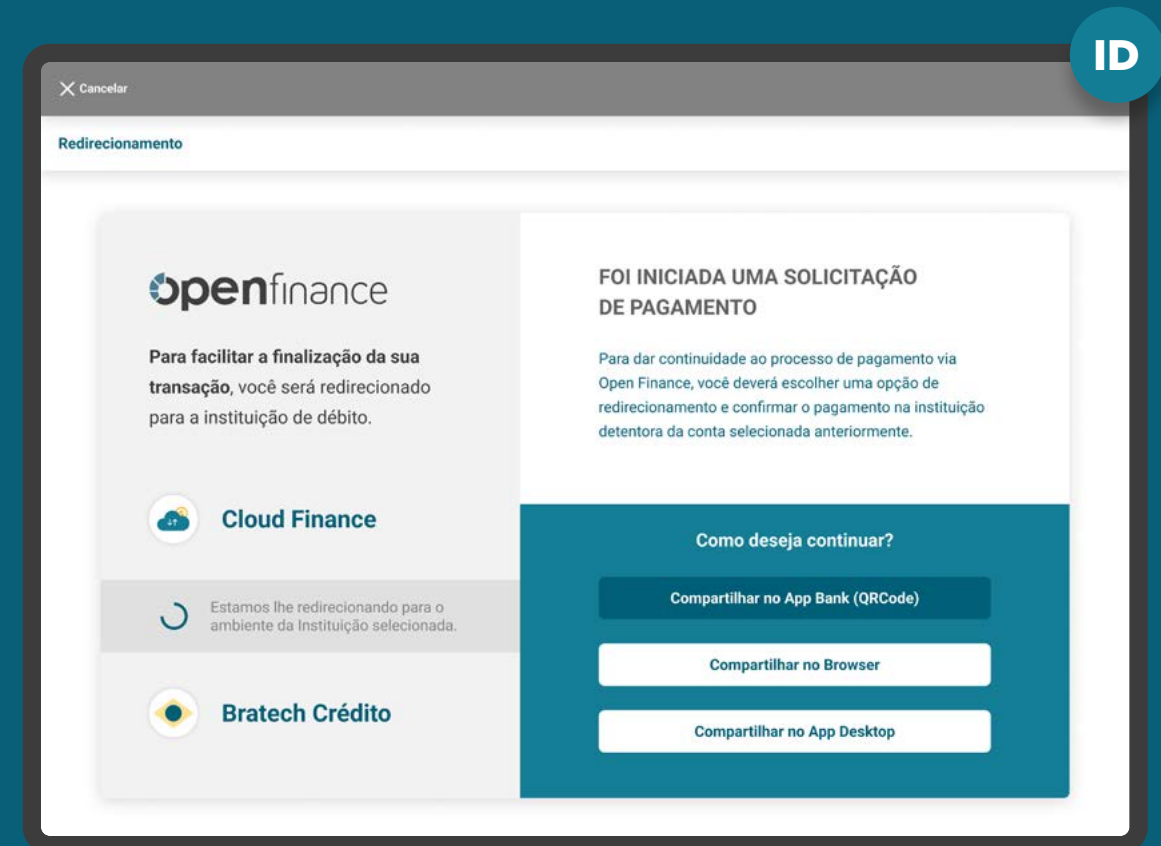 ID
Cancelar
Redirecionamento
openfinance
Para facilitar a finalização da sua
transação, você será redirecionado
para a instituição de débito.
Cloud Finance
Estamos lhe redirecionando para o
ambiente da Instituição selecionada.
Bratech Crédito
FOI INICIADA UMA SOLICITAÇÃO
DE PAGAMENTO
Para dar continuidade ao processo de pagamento via
Open Finance, você deverá escolher uma opção de
redirecionamento e confirmar o pagamento na instituição
detentora da conta selecionada anteriormente.
Como deseja continuar?
Compartilhar no App Bank (QRCode)
Compartilhar no Browser
Compartilhar no App Desktop